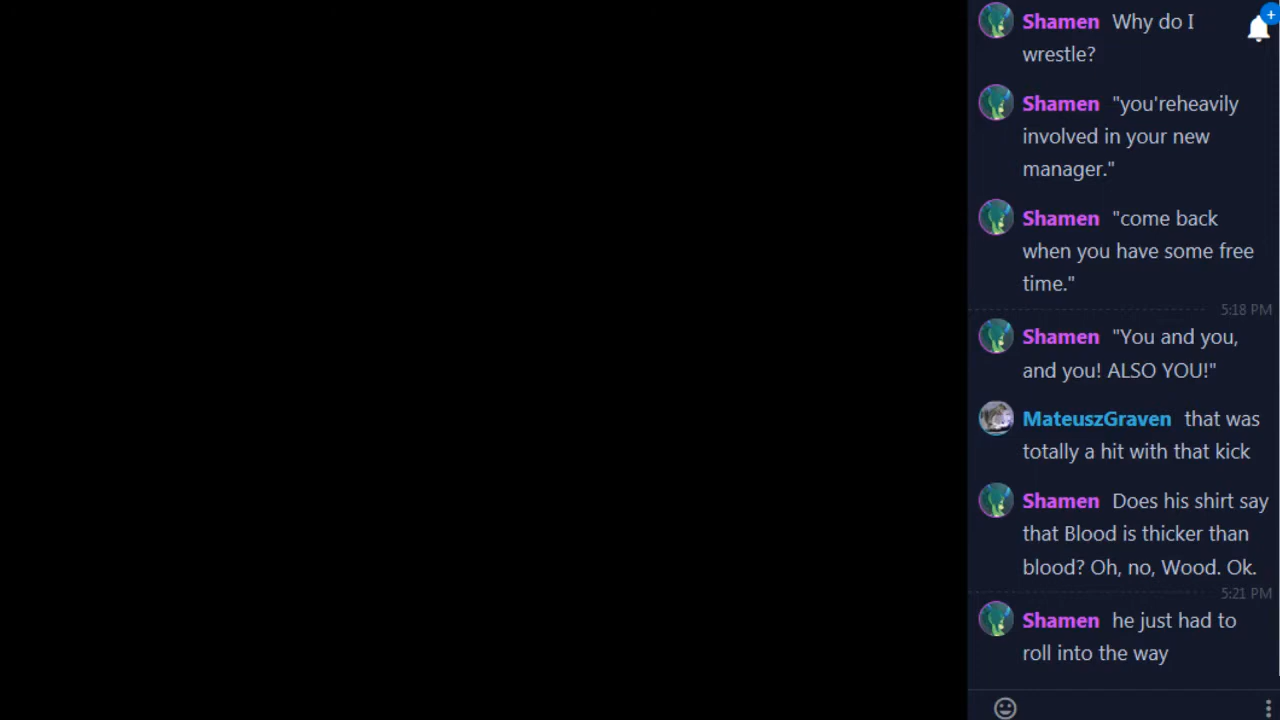 Shamen Why do I
wrestle?
Shamen "you'reheavily
involved in your new
manager."
Shamen "come back
when you have some free
time."
5:18 PM
Shamen "You and you,
and you! ALSO YOU!"
MateuszGraven that was
totally a hit with that kick
Shamen Does his shirt say
that Blood is thicker than
blood? Oh, no, Wood. Ok.
5:21 PM
Shamen he just had to
roll into the way